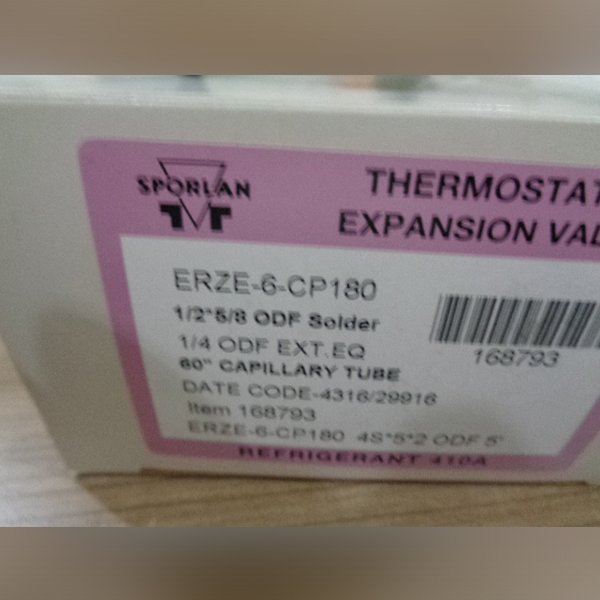 SPORLAN
THERMOSTAT
EXPANSION VAL
ERZE-6-CP180
1/2*5/8 ODF Solder
1/4 ODF EXT.EQ
60" CAPILLARY TUBE
DATE CODE-4316/29916
Item 168793
ERZE-6-CP180 4S*5*2 ODF 5'
REFRIGERANT 410A
168793